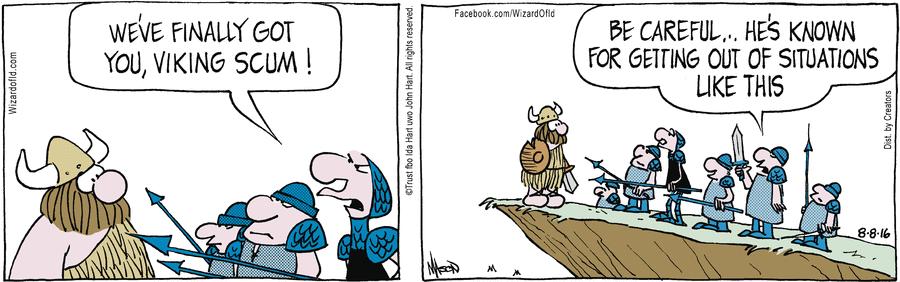 WE'VE FINALLY GOT
YOU, VIKING SCUM!
Wizardofld.com
©Trust fbo Ida Hart uwo John Hart. All rights reserved.
Facebook.com/WizardOfId
BE CAREFUL... HE'S KNOWN
FOR GETTING OUT OF SITUATIONS
LIKE THIS
Dist. by Creators
8-8-16
MASON